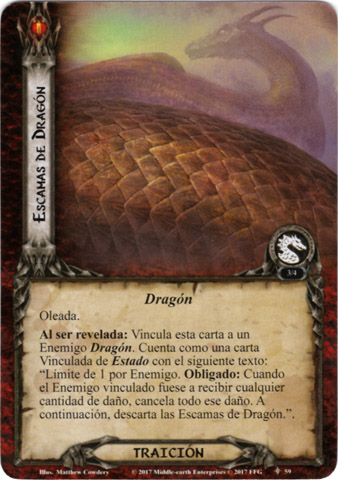 ESCAMAS DE DRAGÓN
3/4
Dragón
Oleada.
Al ser revelada: Vincula esta carta a un
Enemigo Dragón. Cuenta como una carta
Vinculada de Estado con el siguiente texto:
“Límite de 1 por Enemigo. Obligado: Cuando
el Enemigo vinculado fuese a recibir cualquier
cantidad de daño, cancela todo ese daño. A
continuación, descarta las Escamas de Dragón.”.
TRAICIÓN
Illus. Matthew Cowdery © 2017 Middle-earth Enterprises © 2017 FFG 59